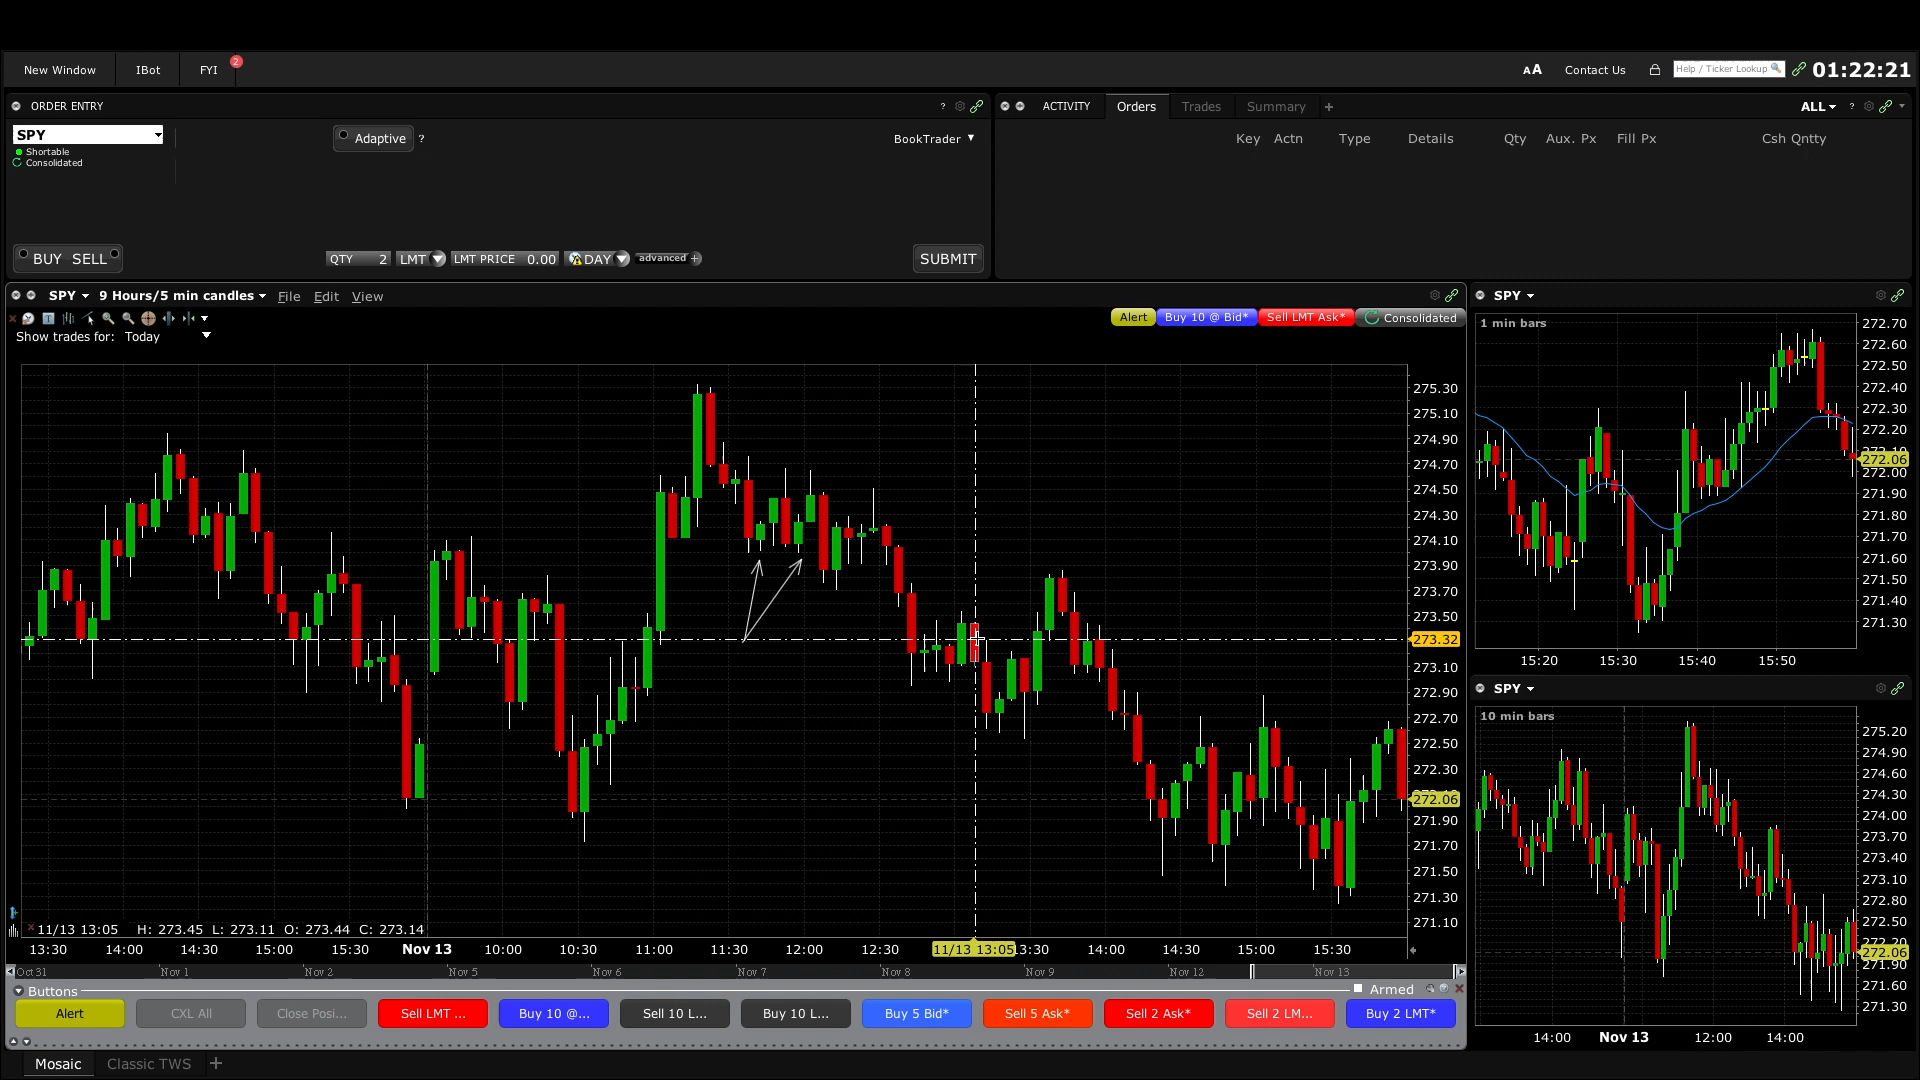 New Window IBot FYI 2 AA Contact Us Help / Ticker Lookup 01:22:21
ORDER ENTRY ?
SPY Adaptive ? BookTrader
Shortable
Consolidated
BUY SELL QTY 2 LMT LMT PRICE 0.00 DAY advanced + SUBMIT
ACTIVITY Orders Trades Summary + ALL ?
Key Actn Type Details Qty Aux. Px Fill Px Csh Qntty
SPY 9 Hours/5 min candles File Edit View
Alert Buy 10 @ Bid* Sell LMT Ask* Consolidated
Show trades for: Today
275.30
275.10
274.90
274.70
274.50
274.30
274.10
273.90
273.70
273.50
273.32
273.10
272.90
272.70
272.50
272.30
272.06
271.90
271.70
271.50
271.30
271.10
11/13 13:05 H: 273.45 L: 273.11 O: 273.44 C: 273.14
13:30 14:00 14:30 15:00 15:30 Nov 13 10:00 10:30 11:00 11:30 12:00 12:30 11/13 13:05 13:30 14:00 14:30 15:00 15:30
Oct 31 Nov 1 Nov 2 Nov 5 Nov 6 Nov 7 Nov 8 Nov 9 Nov 12 Nov 13
Buttons Armed
Alert CXL All Close Posi... Sell LMT ... Buy 10 @... Sell 10 L... Buy 10 L... Buy 5 Bid* Sell 5 Ask* Sell 2 Ask* Sell 2 LM... Buy 2 LMT*
Mosaic Classic TWS +
SPY
1 min bars
272.70
272.60
272.50
272.40
272.30
272.20
272.06
272.00
271.90
271.80
271.70
271.60
271.50
271.40
271.30
15:20 15:30 15:40 15:50
SPY
10 min bars
275.20
274.90
274.60
274.30
274.00
273.70
273.40
273.10
272.80
272.50
272.20
272.06
271.90
271.60
271.30
14:00 Nov 13 12:00 14:00